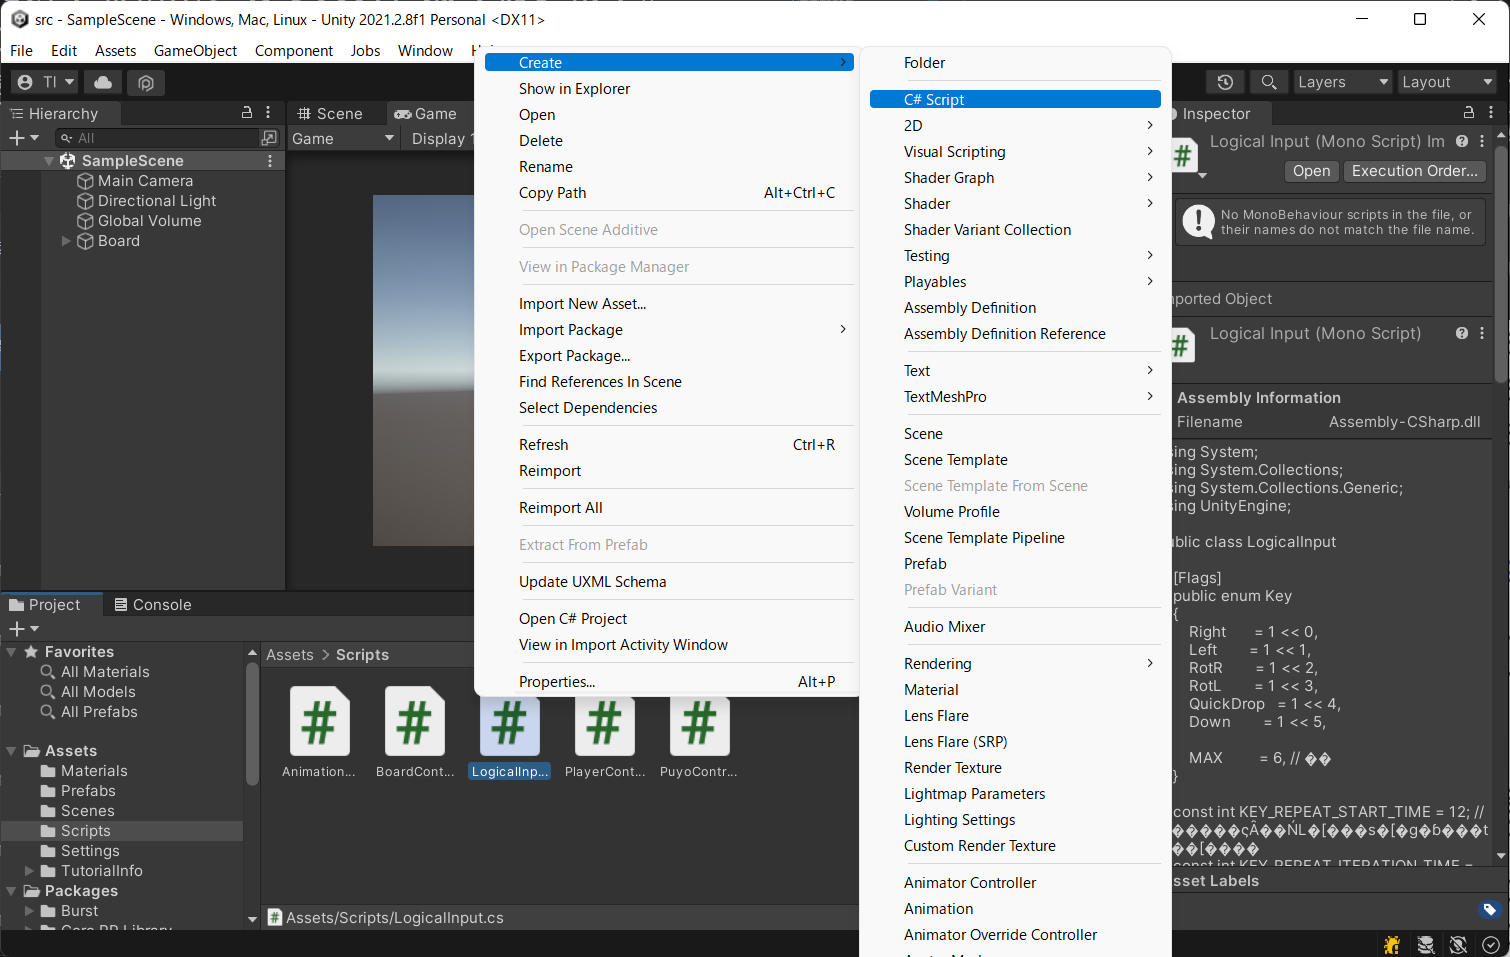 src - SampleScene - Windows, Mac, Linux - Unity 2021.2.8f1 Personal <DX11>
File Edit Assets GameObject Component Jobs Window
TI
Layers
Layout
Hierarchy
All
SampleScene
Main Camera
Directional Light
Global Volume
Board
Scene
Game
Game
Display 1
Create
Show in Explorer
Open
Delete
Rename
Copy Path Alt+Ctrl+C
Open Scene Additive
View in Package Manager
Import New Asset...
Import Package
Export Package...
Find References In Scene
Select Dependencies
Refresh Ctrl+R
Reimport
Reimport All
Extract From Prefab
Update UXML Schema
Open C# Project
View in Import Activity Window
Properties... Alt+P
Folder
C# Script
2D
Visual Scripting
Shader Graph
Shader
Shader Variant Collection
Testing
Playables
Assembly Definition
Assembly Definition Reference
Text
TextMeshPro
Scene
Scene Template
Scene Template From Scene
Volume Profile
Scene Template Pipeline
Prefab
Prefab Variant
Audio Mixer
Rendering
Material
Lens Flare
Lens Flare (SRP)
Render Texture
Lightmap Parameters
Lighting Settings
Custom Render Texture
Animator Controller
Animation
Animator Override Controller
Inspector
Logical Input (Mono Script) Im
Open
Execution Order...
No MonoBehaviour scripts in the file, or
their names do not match the file name.
ported Object
Logical Input (Mono Script)
Assembly Information
Filename Assembly-CSharp.dll
ing System;
ing System.Collections;
ing System.Collections.Generic;
ing UnityEngine;
blic class LogicalInput
[Flags]
public enum Key
{
Right = 1 << 0,
Left = 1 << 1,
RotR = 1 << 2,
RotL = 1 << 3,
QuickDrop = 1 << 4,
Down = 1 << 5,
MAX = 6, // ��
}
const int KEY_REPEAT_START_TIME = 12; //
const int KEY_REPEAT_ITERATION_TIME =
sset Labels
Project
Console
Favorites
All Materials
All Models
All Prefabs
Assets
Materials
Prefabs
Scenes
Scripts
Settings
TutorialInfo
Packages
Burst
Core RP Library
Assets > Scripts
Animation...
BoardCont...
LogicalInp...
PlayerCont...
PuyoContr...
Assets/Scripts/LogicalInput.cs